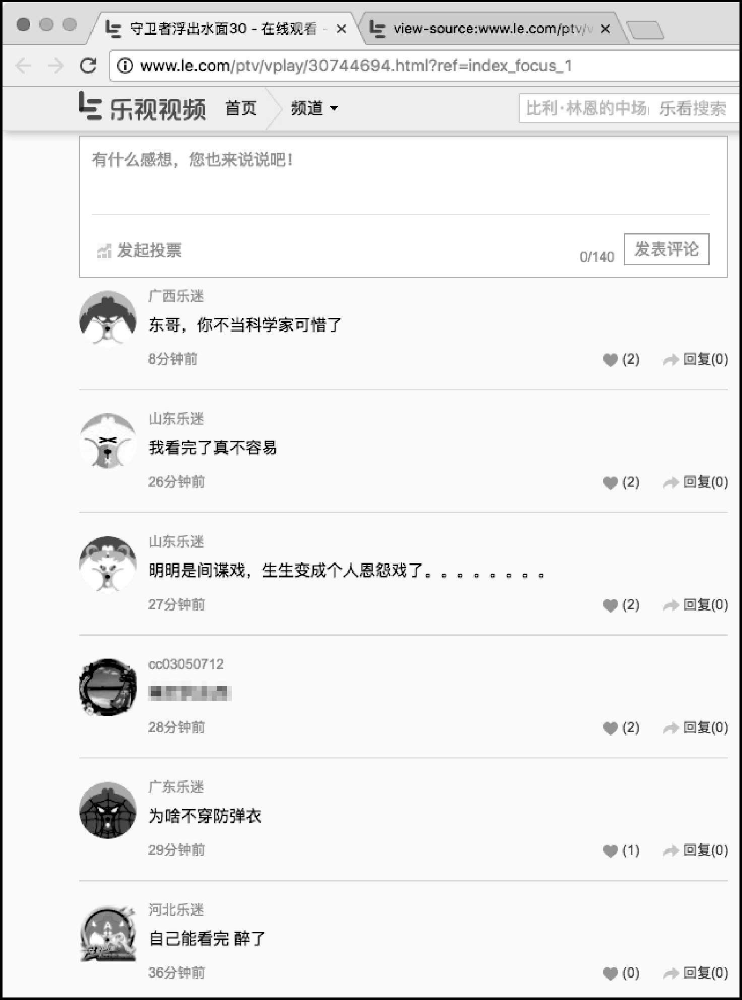 守卫者浮出水面30 - 在线观看 -
view-source:www.le.com/ptv/v
www.le.com/ptv/vplay/30744694.html?ref=index_focus_1
乐视视频 首页 频道 比利·林恩的中场 乐看搜索
有什么感想，您也来说说吧！
发起投票 0/140 发表评论
广西乐迷
东哥，你不当科学家可惜了
8分钟前 (2) 回复(0)
山东乐迷
我看完了真不容易
26分钟前 (2) 回复(0)
山东乐迷
明明是间谍戏，生生变成个人恩怨戏了。。。。。。。。
27分钟前 (2) 回复(0)
cc03050712
28分钟前 (2) 回复(0)
广东乐迷
为啥不穿防弹衣
29分钟前 (1) 回复(0)
河北乐迷
自己能看完 醉了
36分钟前 (0) 回复(0)